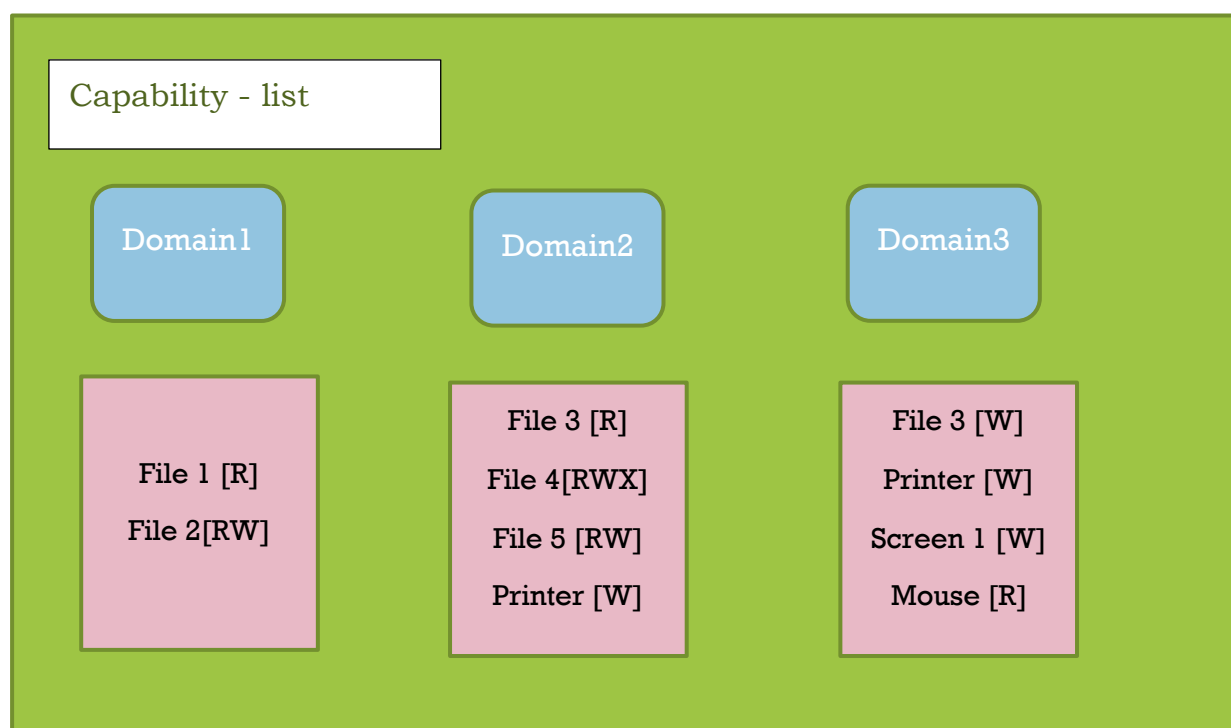 Capability - list
Domain1
Domain2
Domain3
File 1 [R]
File 2[RW]
File 3 [R]
File 4[RWX]
File 5 [RW]
Printer [W]
File 3 [W]
Printer [W]
Screen 1 [W]
Mouse [R]